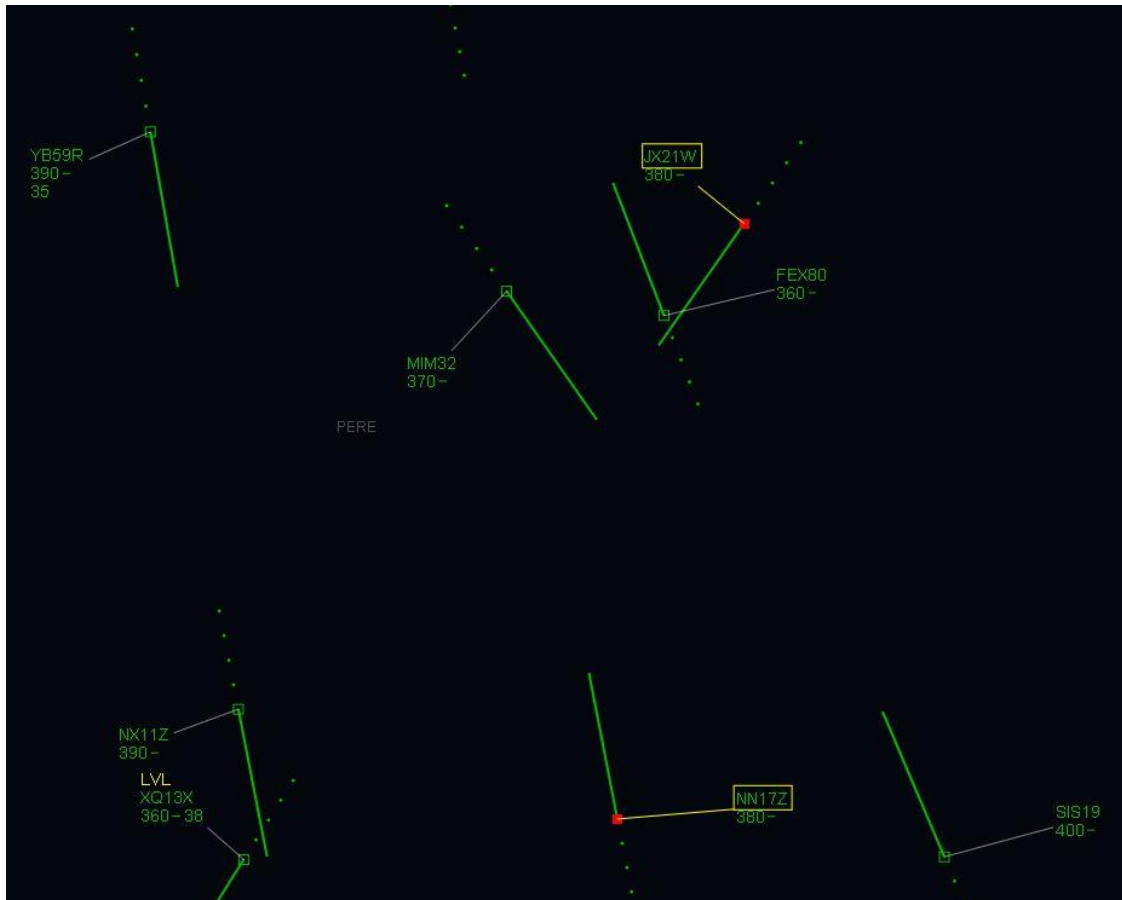 YB59R
390-
35
JX21W
380-
FEX80
360-
MIM32
370-
PERE
NX11Z
390-
LVL
XQ13X
360-38
NN17Z
380-
SIS19
400-